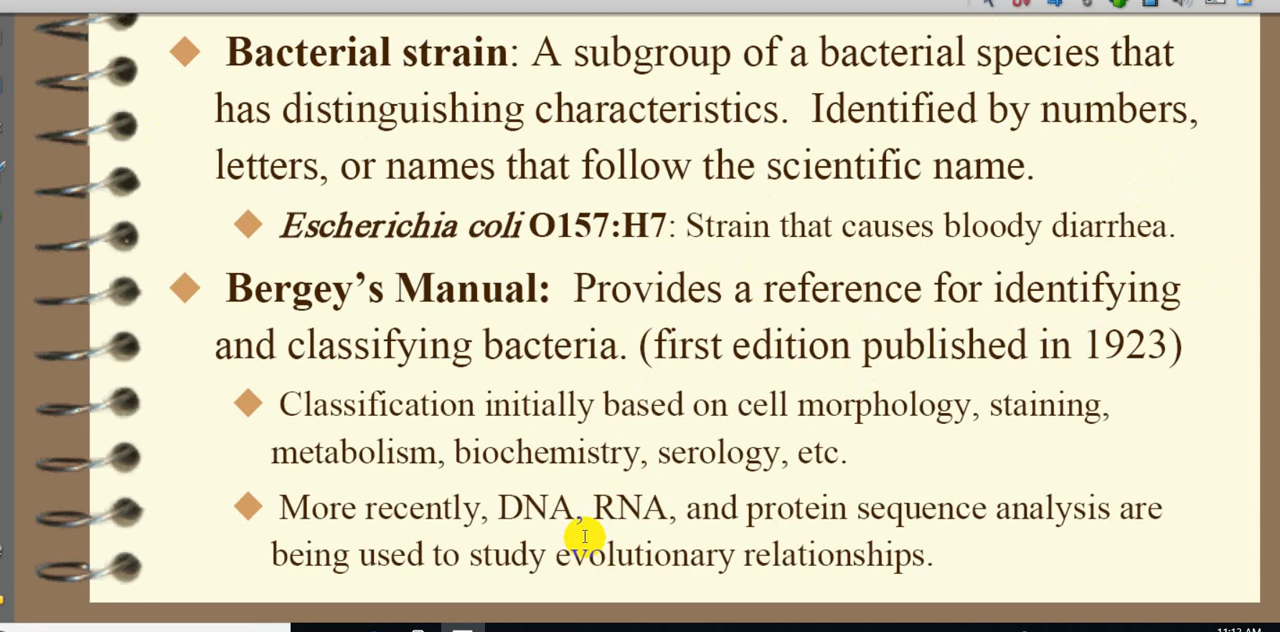 Bacterial strain: A subgroup of a bacterial species that
has distinguishing characteristics.  Identified by numbers,
letters, or names that follow the scientific name.
Escherichia coli O157:H7: Strain that causes bloody diarrhea.
Bergey’s Manual:  Provides a reference for identifying
and classifying bacteria. (first edition published in 1923)
Classification initially based on cell morphology, staining,
metabolism, biochemistry, serology, etc.
More recently, DNA, RNA, and protein sequence analysis are
being used to study evolutionary relationships.